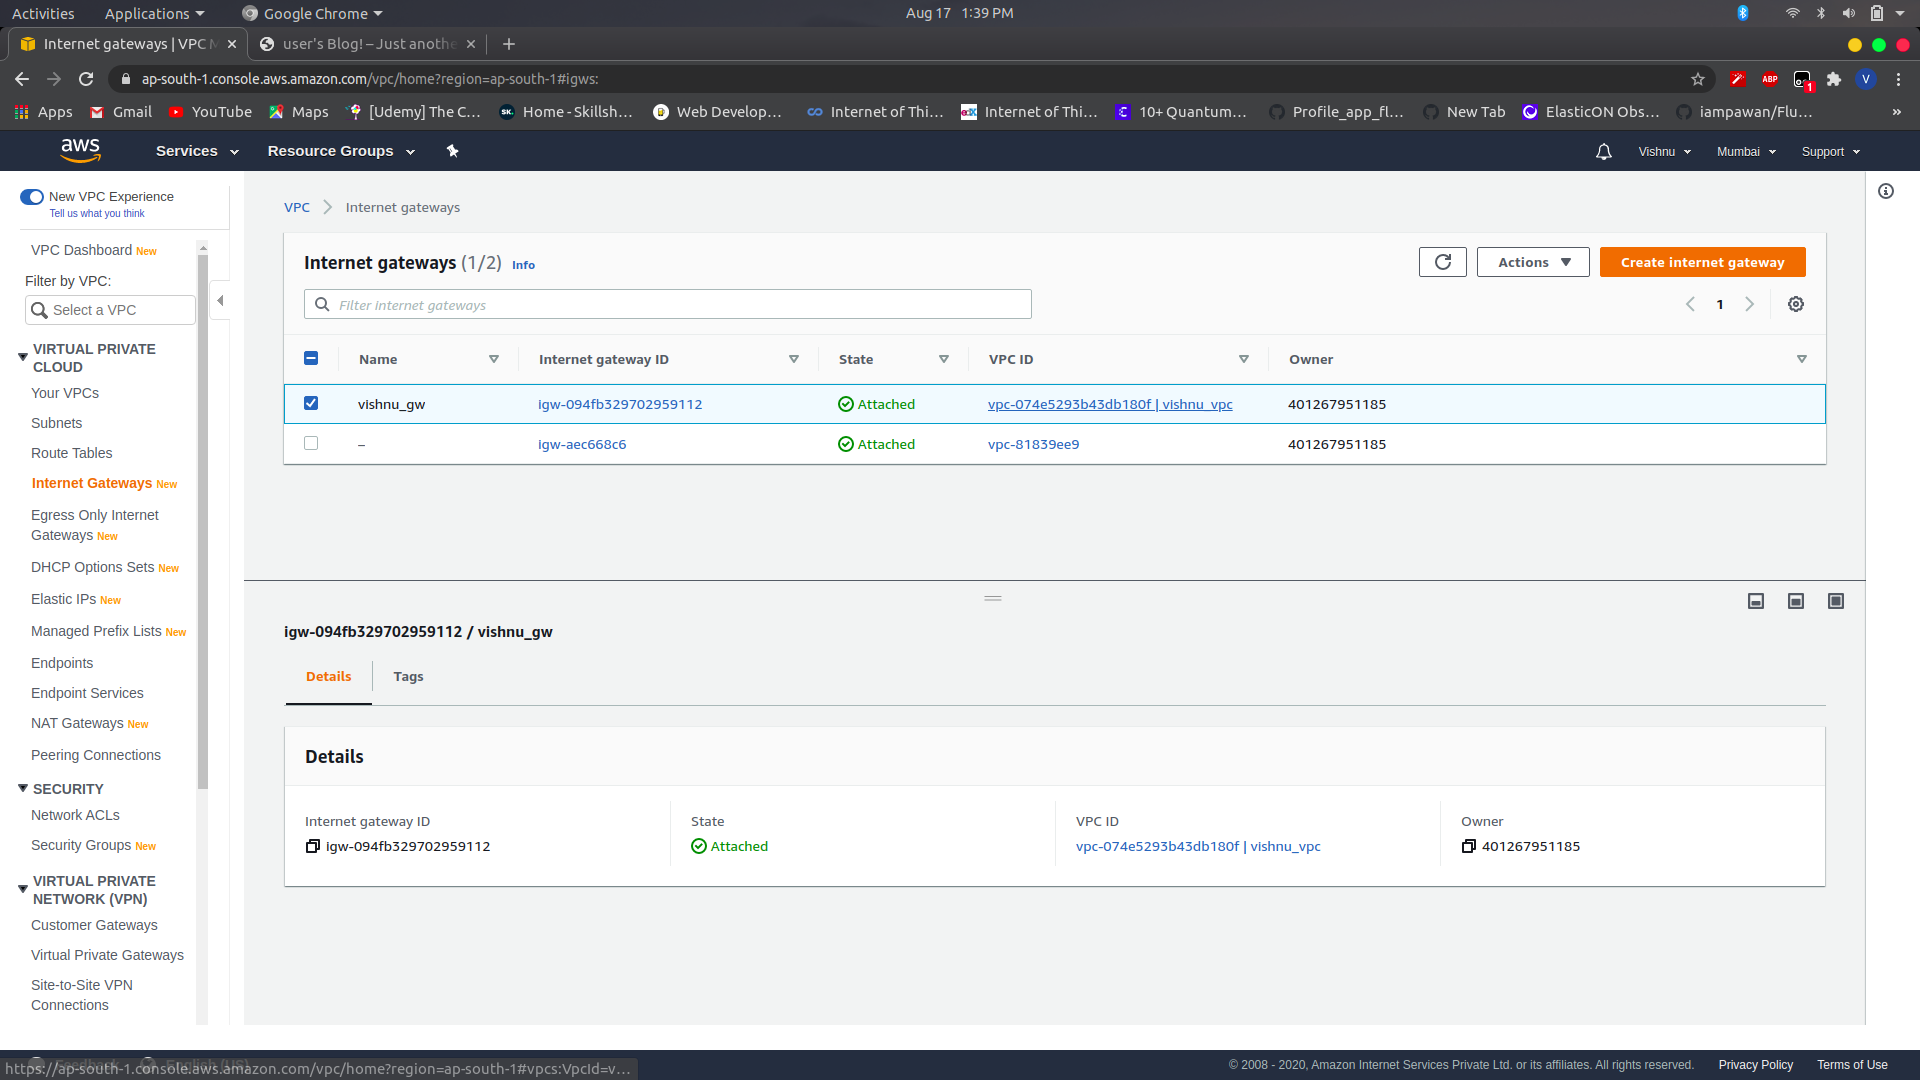 Activities
Applications
Google Chrome
Aug 17 1:39 PM
Internet gateways | VPC M
user's Blog! – Just anothe
ap-south-1.console.aws.amazon.com/vpc/home?region=ap-south-1#igws:
ABP
1
V
Apps
Gmail
YouTube
Maps
[Udemy] The C...
Home - Skillsh...
Web Develop...
Internet of Thi...
Internet of Thi...
10+ Quantum...
Profile_app_fl...
New Tab
ElasticON Obs...
iampawan/Flu...
»
aws
Services
Resource Groups
Vishnu
Mumbai
Support
New VPC Experience
Tell us what you think
VPC Dashboard New
Filter by VPC:
Select a VPC
VIRTUAL PRIVATE
CLOUD
Your VPCs
Subnets
Route Tables
Internet Gateways New
Egress Only Internet
Gateways New
DHCP Options Sets New
Elastic IPs New
Managed Prefix Lists New
Endpoints
Endpoint Services
NAT Gateways New
Peering Connections
SECURITY
Network ACLs
Security Groups New
VIRTUAL PRIVATE
NETWORK (VPN)
Customer Gateways
Virtual Private Gateways
Site-to-Site VPN
Connections
VPC
Internet gateways
Internet gateways (1/2) Info
Actions
Create internet gateway
Filter internet gateways
1
Name
Internet gateway ID
State
VPC ID
Owner
vishnu_gw
igw-094fb329702959112
Attached
vpc-074e5293b43db180f | vishnu_vpc
401267951185
–
igw-aec668c6
Attached
vpc-81839ee9
401267951185
igw-094fb329702959112 / vishnu_gw
Details
Tags
Details
Internet gateway ID
igw-094fb329702959112
State
Attached
VPC ID
vpc-074e5293b43db180f | vishnu_vpc
Owner
401267951185
Feedback
English (US)
https://ap-south-1.console.aws.amazon.com/vpc/home?region=ap-south-1#vpcs:VpcId=v...
© 2008 - 2020, Amazon Internet Services Private Ltd. or its affiliates. All rights reserved.
Privacy Policy
Terms of Use